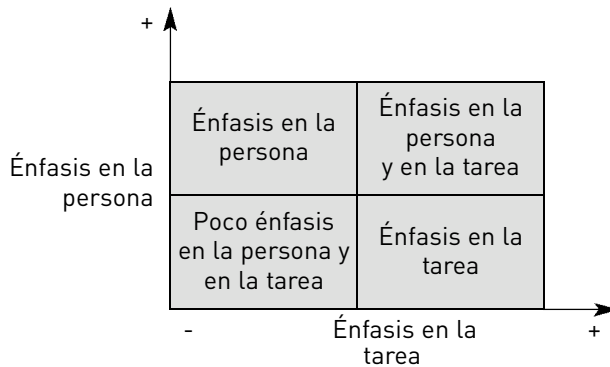 +
Énfasis en la
persona
Énfasis en la
persona
y en la tarea
Énfasis en la
persona
Poco énfasis
en la persona y
en la tarea
Énfasis en la
tarea
-
Énfasis en la
tarea
+